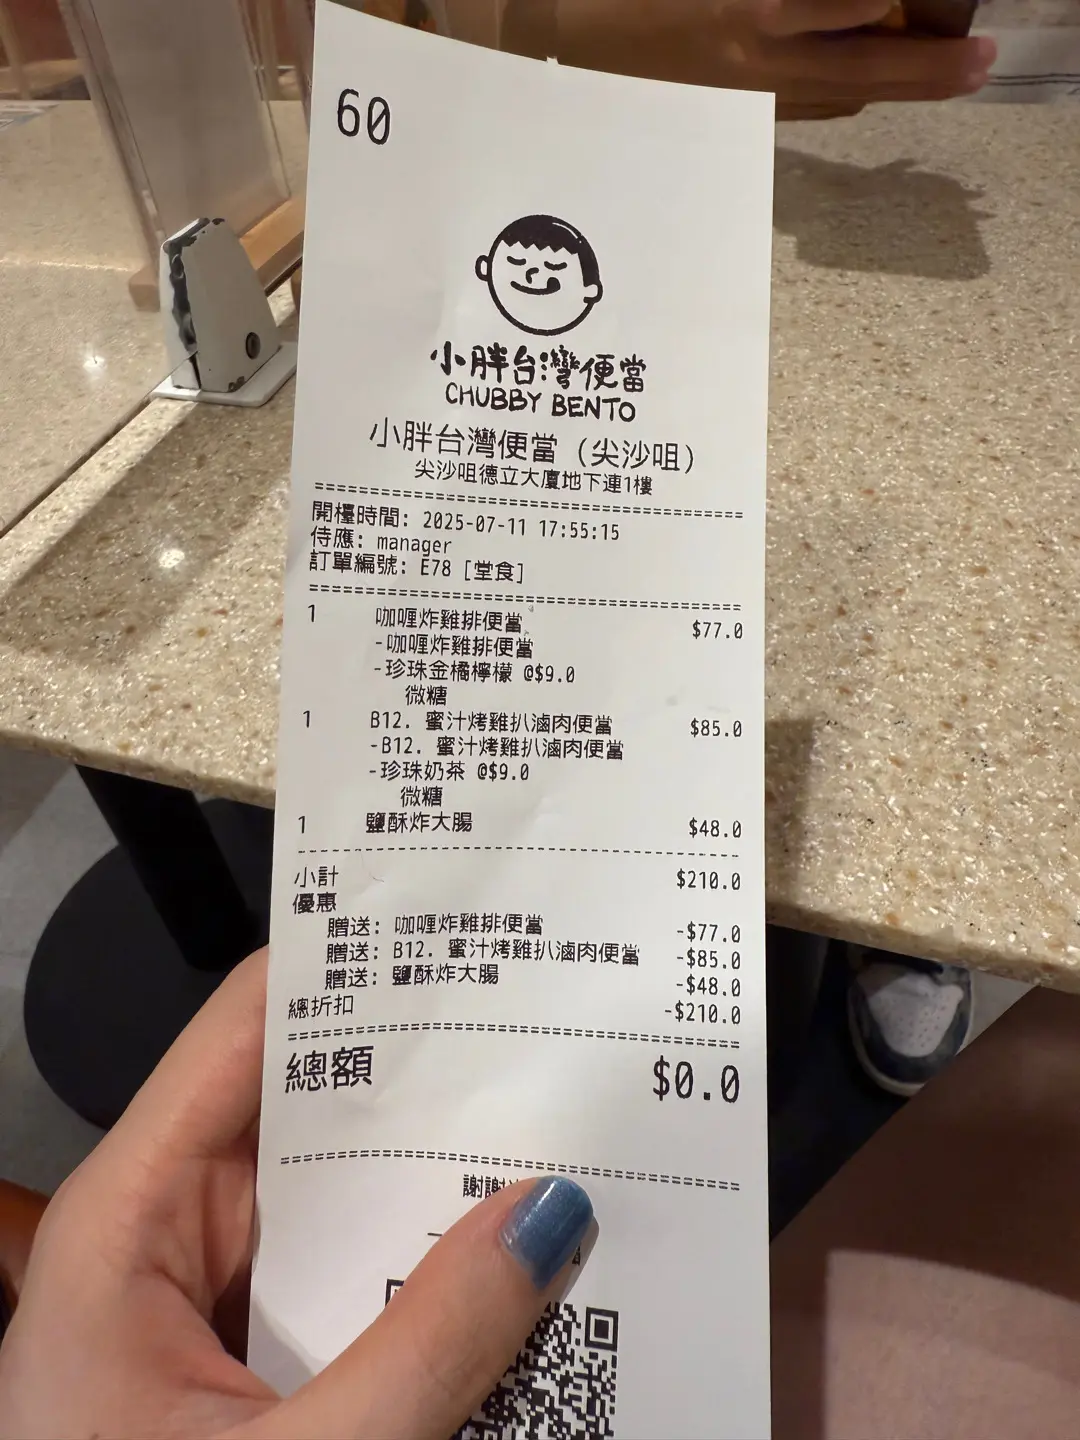 60
小胖台灣便當
CHUBBY BENTO
小胖台灣便當 (尖沙咀)
尖沙咀德立大廈地下連1樓
開檯時間: 2025-07-11 17:55:15
侍應: manager
訂單編號: E78 [堂食]
1 咖喱炸雞排便當 $77.0
-咖喱炸雞排便當
-珍珠金橘檸檬 @$9.0
微糖
1 B12. 蜜汁烤雞扒滷肉便當 $85.0
-B12. 蜜汁烤雞扒滷肉便當
-珍珠奶茶 @$9.0
微糖
1 鹽酥炸大腸 $48.0
小計 $210.0
優惠
贈送: 咖喱炸雞排便當 -$77.0
贈送: B12. 蜜汁烤雞扒滷肉便當 -$85.0
贈送: 鹽酥炸大腸 -$48.0
總折扣 -$210.0
總額 $0.0
謝謝